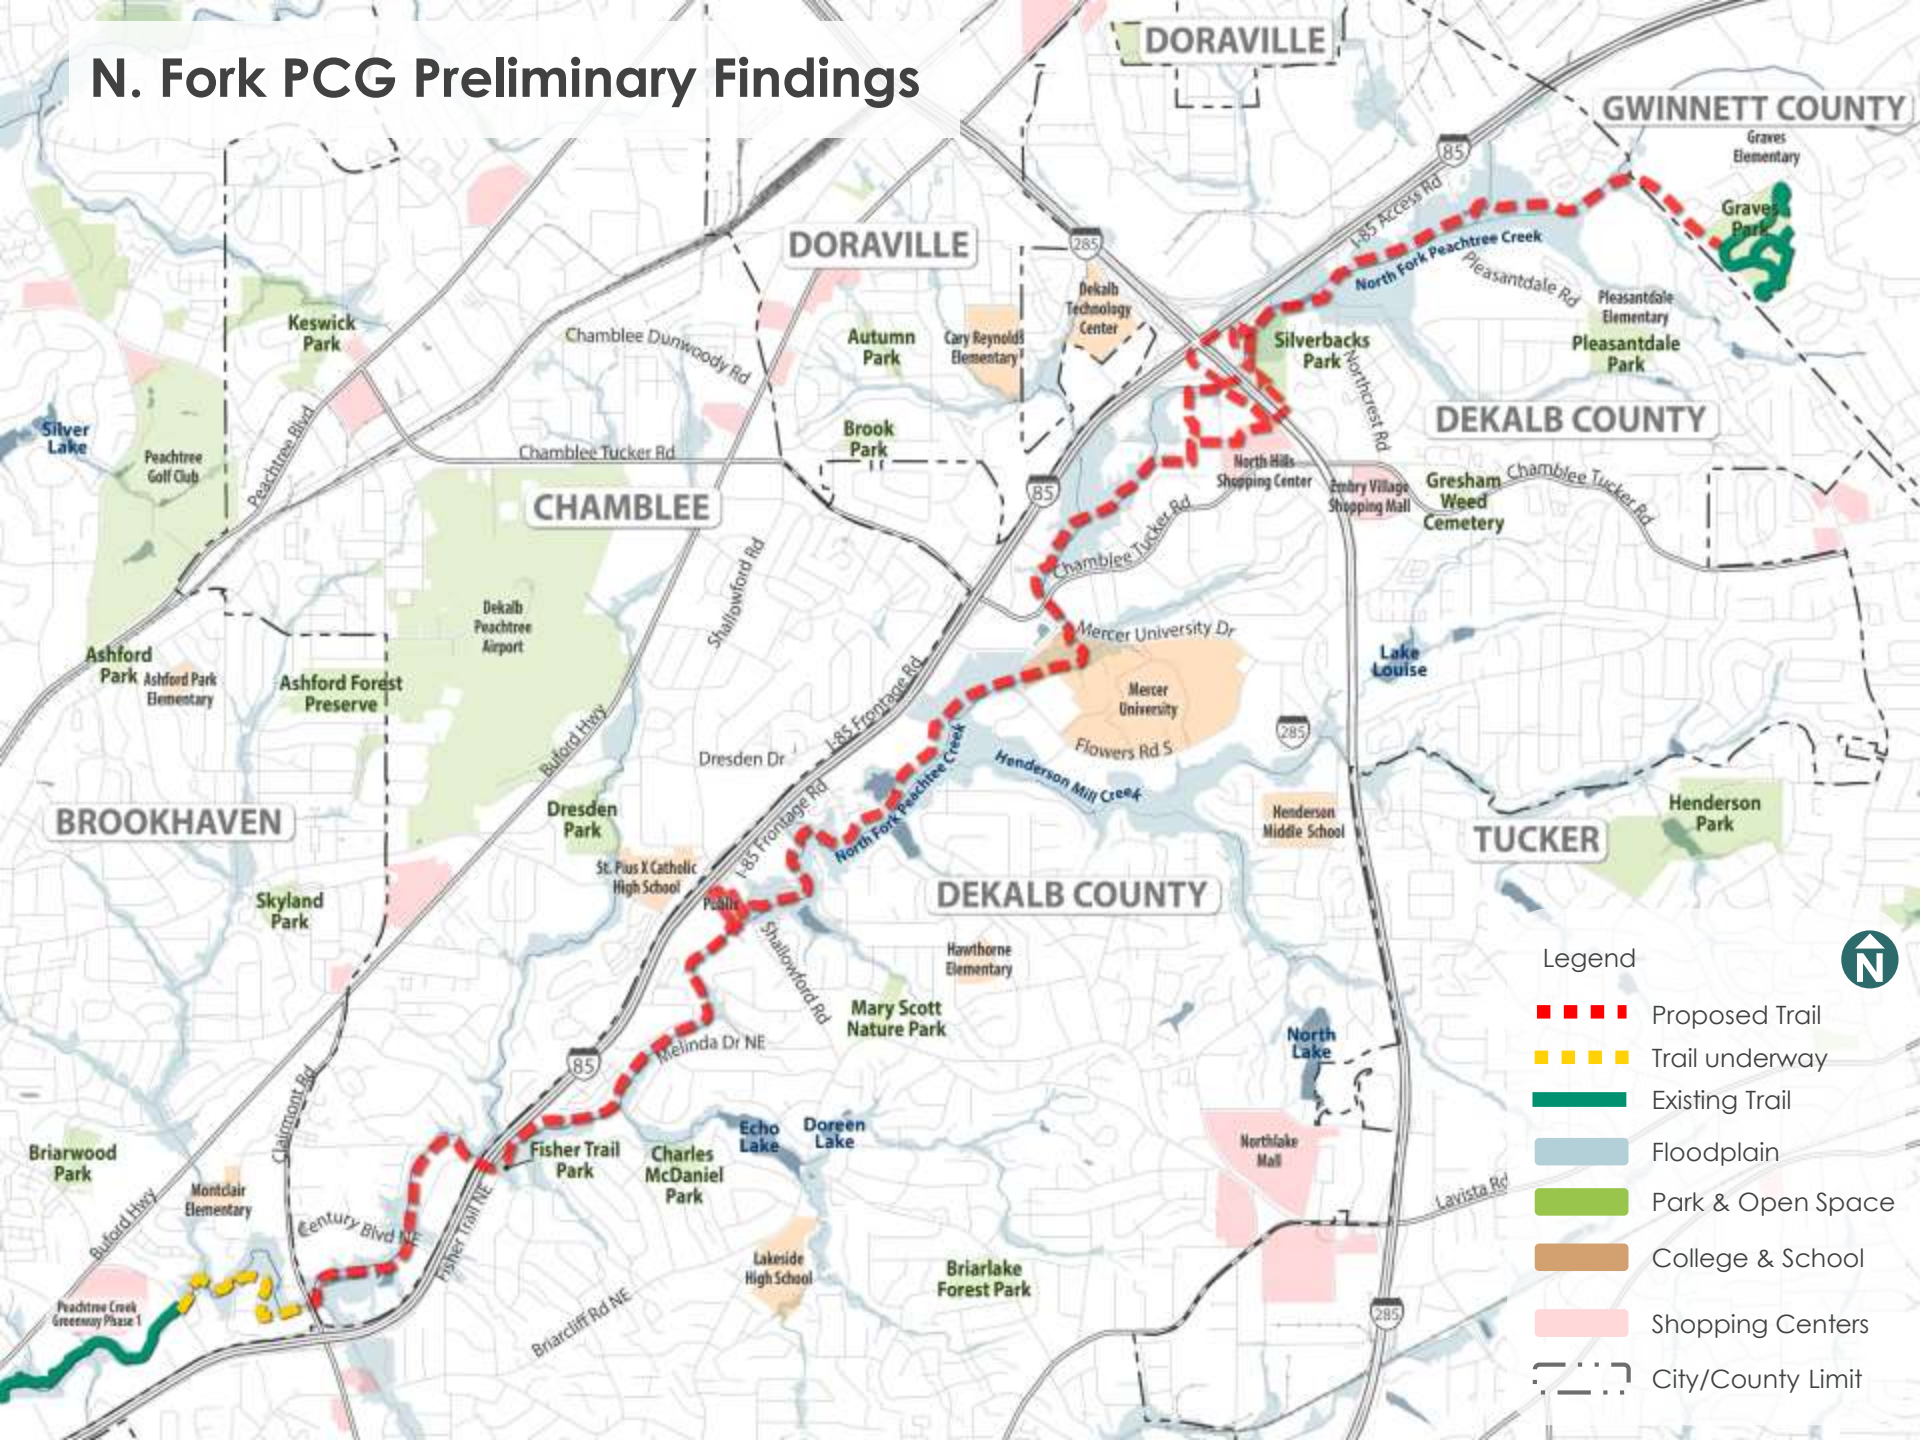 N. Fork PCG Preliminary Findings
DORAVILLE
GWINNETT COUNTY
Graves
Elementary
85
I-85 Access Rd
Graves
Park
North Fork Peachtree Creek
Pleasantdale Rd
Pleasantdale
Elementary
Pleasantdale
Park
DORAVILLE
285
Dekalb
Technology
Center
Keswick
Park
Chamblee Dunwoody Rd
Autumn
Park
Cary Reynolds
Elementary
Silverbacks
Park
Northcrest Rd
DEKALB COUNTY
Silver
Lake
Peachtree
Golf Club
Peachtree Blvd
Chamblee Tucker Rd
Brook
Park
North Hills
Shopping Center
Embry Village
Shopping Mall
Gresham
Weed
Cemetery
Chamblee Tucker Rd
CHAMBLEE
85
Chamblee Tucker Rd
Shallowford Rd
Dekalb
Peachtree
Airport
Mercer University Dr
Ashford
Park
Ashford Park
Elementary
Ashford Forest
Preserve
Lake
Louise
Mercer
University
I-85 Frontage Rd
Buford Hwy
285
Flowers Rd S
Dresden Dr
Henderson Mill Creek
North Fork Peachtee Creek
BROOKHAVEN
Dresden
Park
I-85 Frontage Rd
Henderson
Middle School
Henderson
Park
TUCKER
St. Pius X Catholic
High School
Publix
DEKALB COUNTY
Skyland
Park
Shallowford Rd
Hawthorne
Elementary
Mary Scott
Nature Park
Melinda Dr NE
85
North
Lake
Clairmont Rd
Echo
Lake
Doreen
Lake
Fisher Trail
Park
Charles
McDaniel
Park
Northlake
Mall
Briarwood
Park
Montclair
Elementary
Buford Hwy
Century Blvd NE
Fisher Trail NE
Lavista Rd
Lakeside
High School
Briarlake
Forest Park
Peachtree Creek
Greenway Phase 1
Briarcliff Rd NE
285
Legend
N
Proposed Trail
Trail underway
Existing Trail
Floodplain
Park & Open Space
College & School
Shopping Centers
City/County Limit